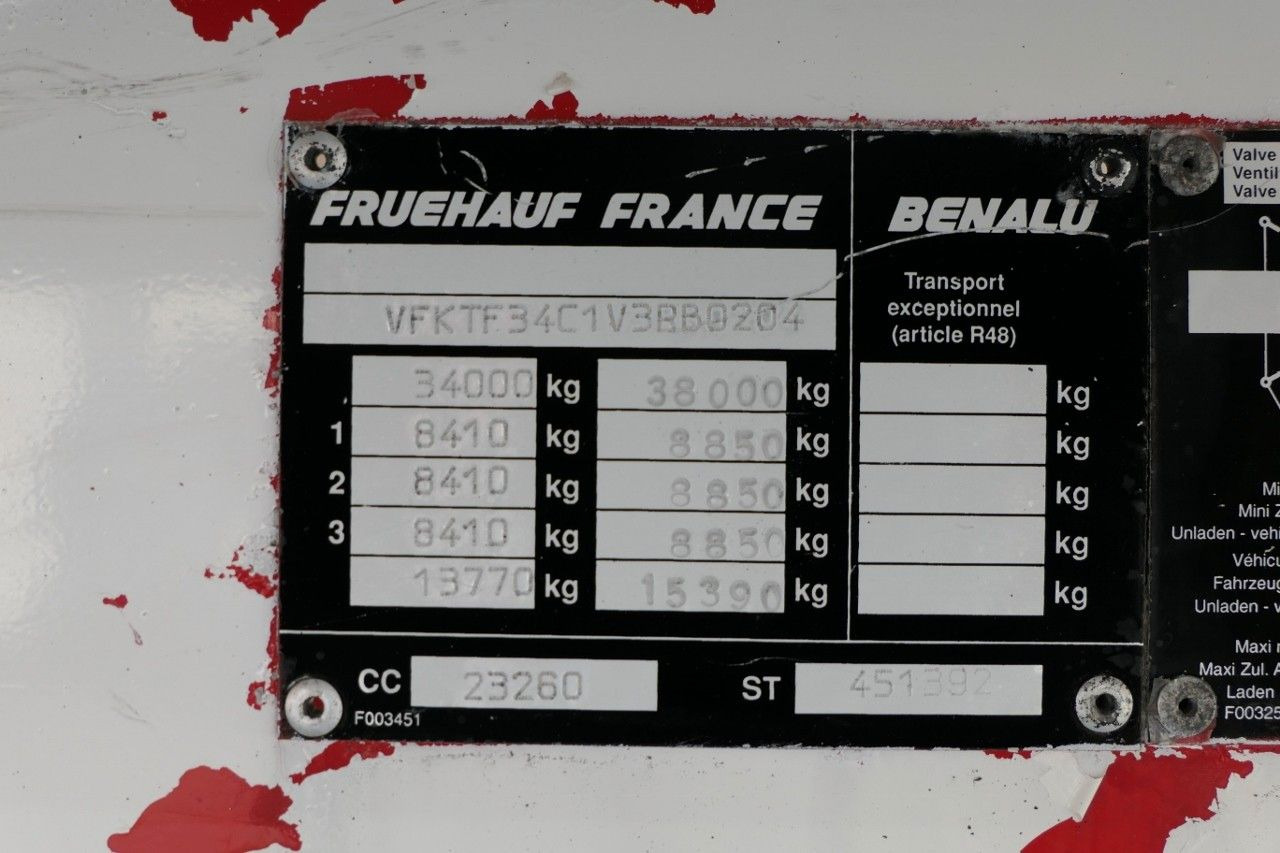 FRUEHAUF FRANCE
VFKTF34C1V3RB0204
34000 kg 38000 kg
1 8410 kg 8850 kg
2 8410 kg 8850 kg
3 8410 kg 8850 kg
13770 kg 15390 kg
BENALU
Transport
exceptionnel
(article R48)
kg
kg
kg
kg
kg
CC 23260 ST 451392
F003451
Valve
Ventil
Valve
Mi
Mini Z
Unladen - veh
Véhicu
Fahrzeug
Unladen - v
Maxi
Maxi Zul. A
Laden
F00325